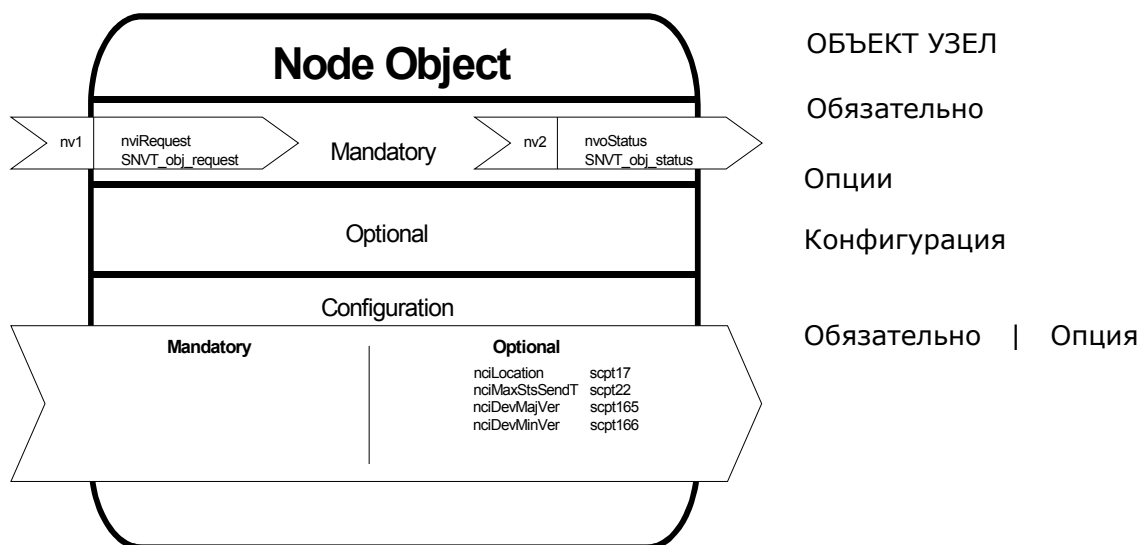 Node Object
ОБЪЕКТ УЗЕЛ
Обязательно
nv1
nviRequest
SNVT_obj_request
Mandatory
nv2
nvoStatus
SNVT_obj_status
Опции
Optional
Конфигурация
Configuration
Обязательно | Опция
Mandatory
Optional
nciLocation scpt17
nciMaxStsSendT scpt22
nciDevMajVer scpt165
nciDevMinVer scpt166